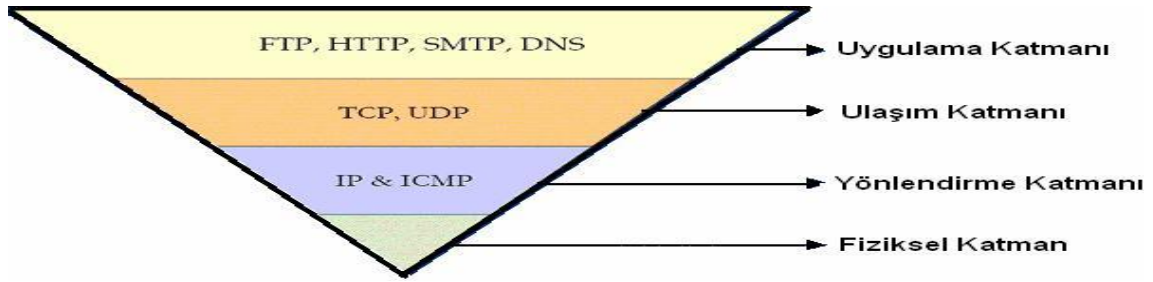 FTP, HTTP, SMTP, DNS
Uygulama Katmanı
TCP, UDP
Ulaşım Katmanı
IP & ICMP
Yönlendirme Katmanı
Fiziksel Katman